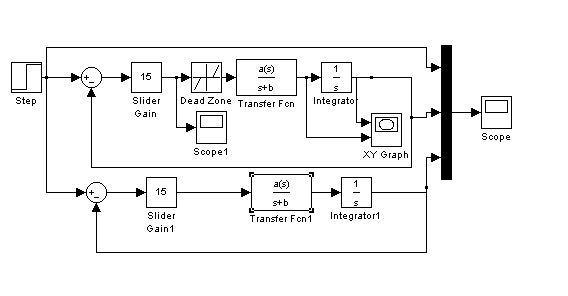 +
-
15
a(s)
s+b
1
s
Step
Slider
Gain
Dead Zone
Transfer Fcn
Integrator
Scope1
XY Graph
Scope
+
-
15
a(s)
s+b
1
s
Slider
Gain1
Transfer Fcn1
Integrator1